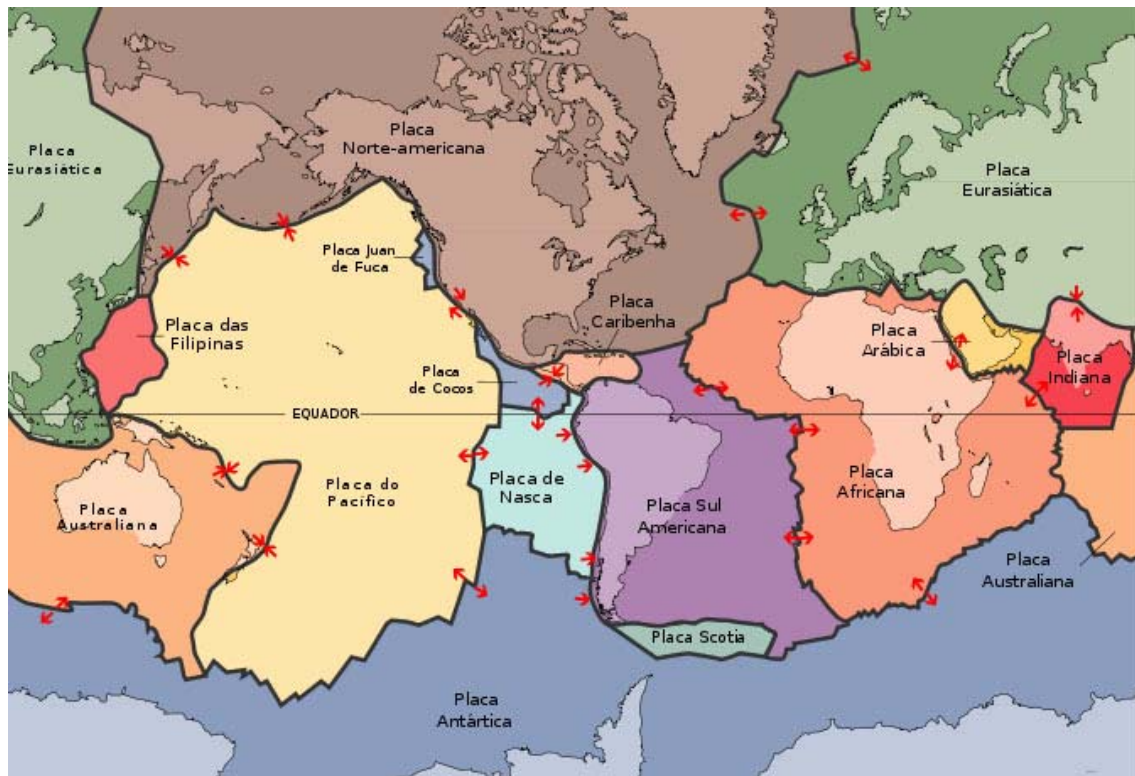 Placa
Norte-americana
Placa
Eurasiática
Placa
Eurasiática
Placa Juan
de Fuca
Placa
Caribenha
Placa das
Filipinas
Placa
Arábica
Placa
Indiana
Placa
de Cocos
EQUADOR
Placa do
Pacífico
Placa de
Nasca
Placa Sul
Americana
Placa
Africana
Placa
Australiana
Placa
Australiana
Placa Scotia
Placa
Antártica